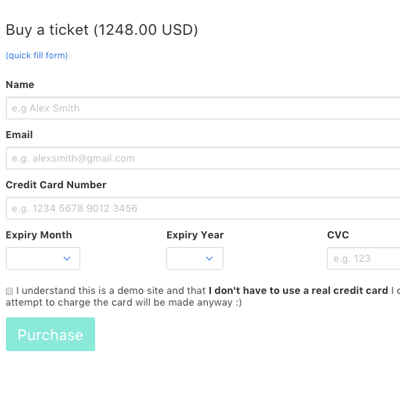 Buy a ticket (1248.00 USD)
(quick fill form)
Name
e.g Alex Smith
Email
e.g. alexsmith@gmail.com
Credit Card Number
e.g. 1234 5678 9012 3456
Expiry Month Expiry Year CVC
e.g. 123
I understand this is a demo site and that I don't have to use a real credit card I
attempt to charge the card will be made anyway :)
Purchase